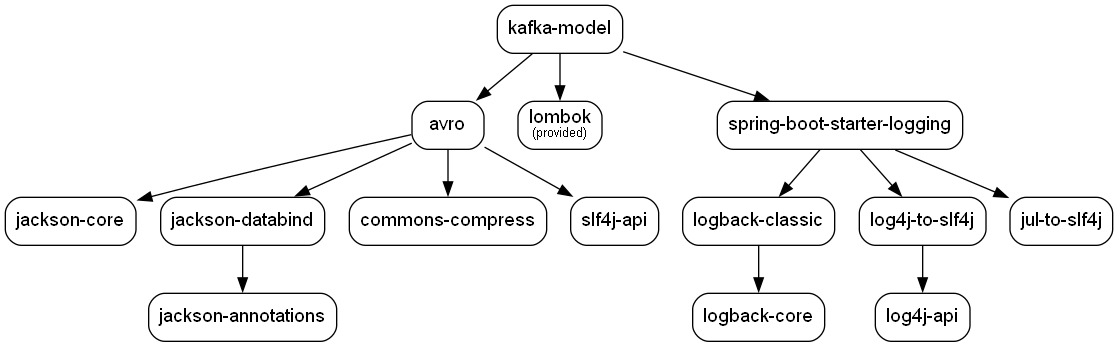 kafka-model
avro
lombok
(provided)
spring-boot-starter-logging
jackson-core
jackson-databind
commons-compress
slf4j-api
logback-classic
log4j-to-slf4j
jul-to-slf4j
jackson-annotations
logback-core
log4j-api